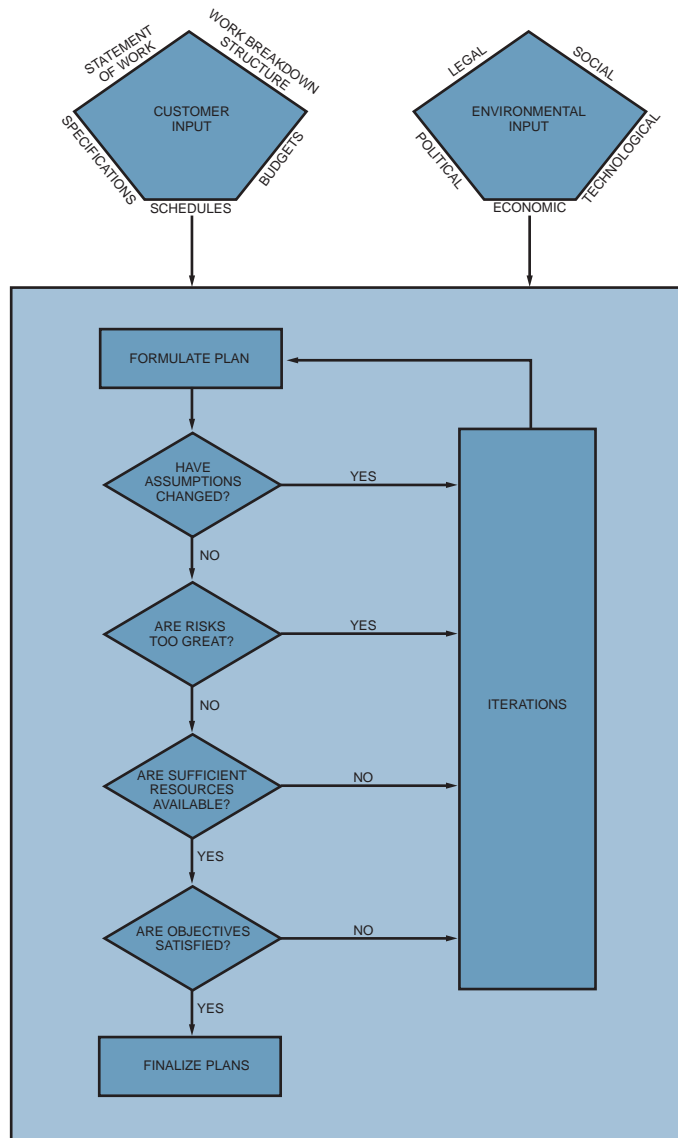 STATEMENT
OF WORK
WORK BREAKDOWN
STRUCTURE
CUSTOMER
INPUT
SPECIFICATIONS
BUDGETS
SCHEDULES
LEGAL
SOCIAL
ENVIRONMENTAL
INPUT
POLITICAL
TECHNOLOGICAL
ECONOMIC
FORMULATE PLAN
HAVE
ASSUMPTIONS
CHANGED?
YES
NO
ARE RISKS
TOO GREAT?
YES
NO
ITERATIONS
ARE SUFFICIENT
RESOURCES
AVAILABLE?
NO
YES
ARE OBJECTIVES
SATISFIED?
NO
YES
FINALIZE PLANS